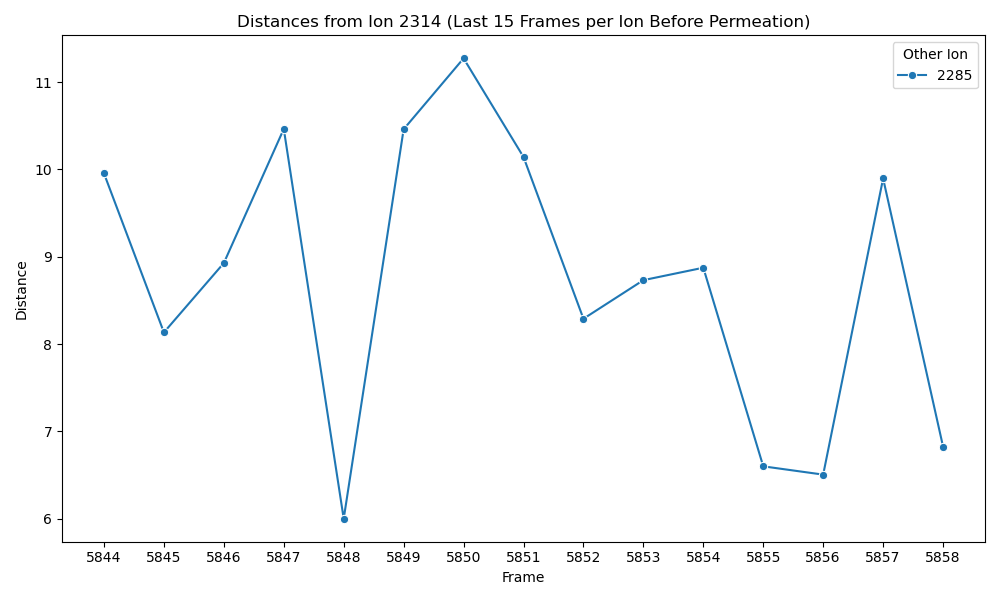 Distances from Ion 2314 (Last 15 Frames per Ion Before Permeation)
Other Ion
2285
11
10
9
8
7
6
Distance
5844 5845 5846 5847 5848 5849 5850 5851 5852 5853 5854 5855 5856 5857 5858
Frame